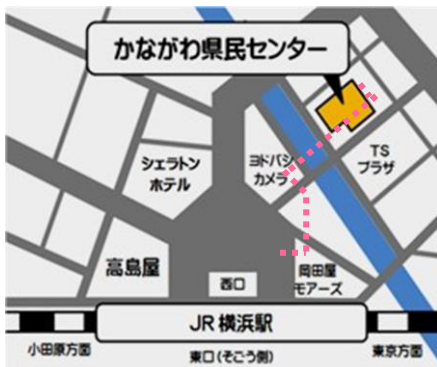 かながわ県民センター
シェラトン
ホテル
ヨドバシ
カメラ
TS
プラザ
高島屋
西口
岡田屋
モアーズ
JR 横浜駅
小田原方面
東口(そごう側)
東京方面